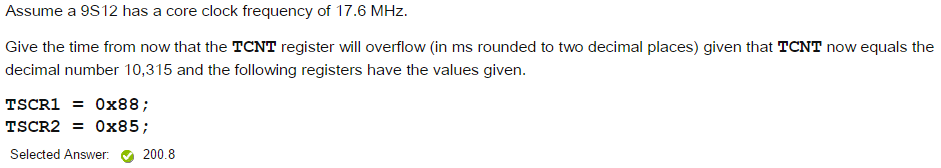 Assume a 9S12 has a core clock frequency of 17.6 MHz.
Give the time from now that the TCNT register will overflow (in ms rounded to two decimal places) given that TCNT now equals the
decimal number 10,315 and the following registers have the values given.
TSCR1 = 0x88;
TSCR2 = 0x85;
Selected Answer: 200.8